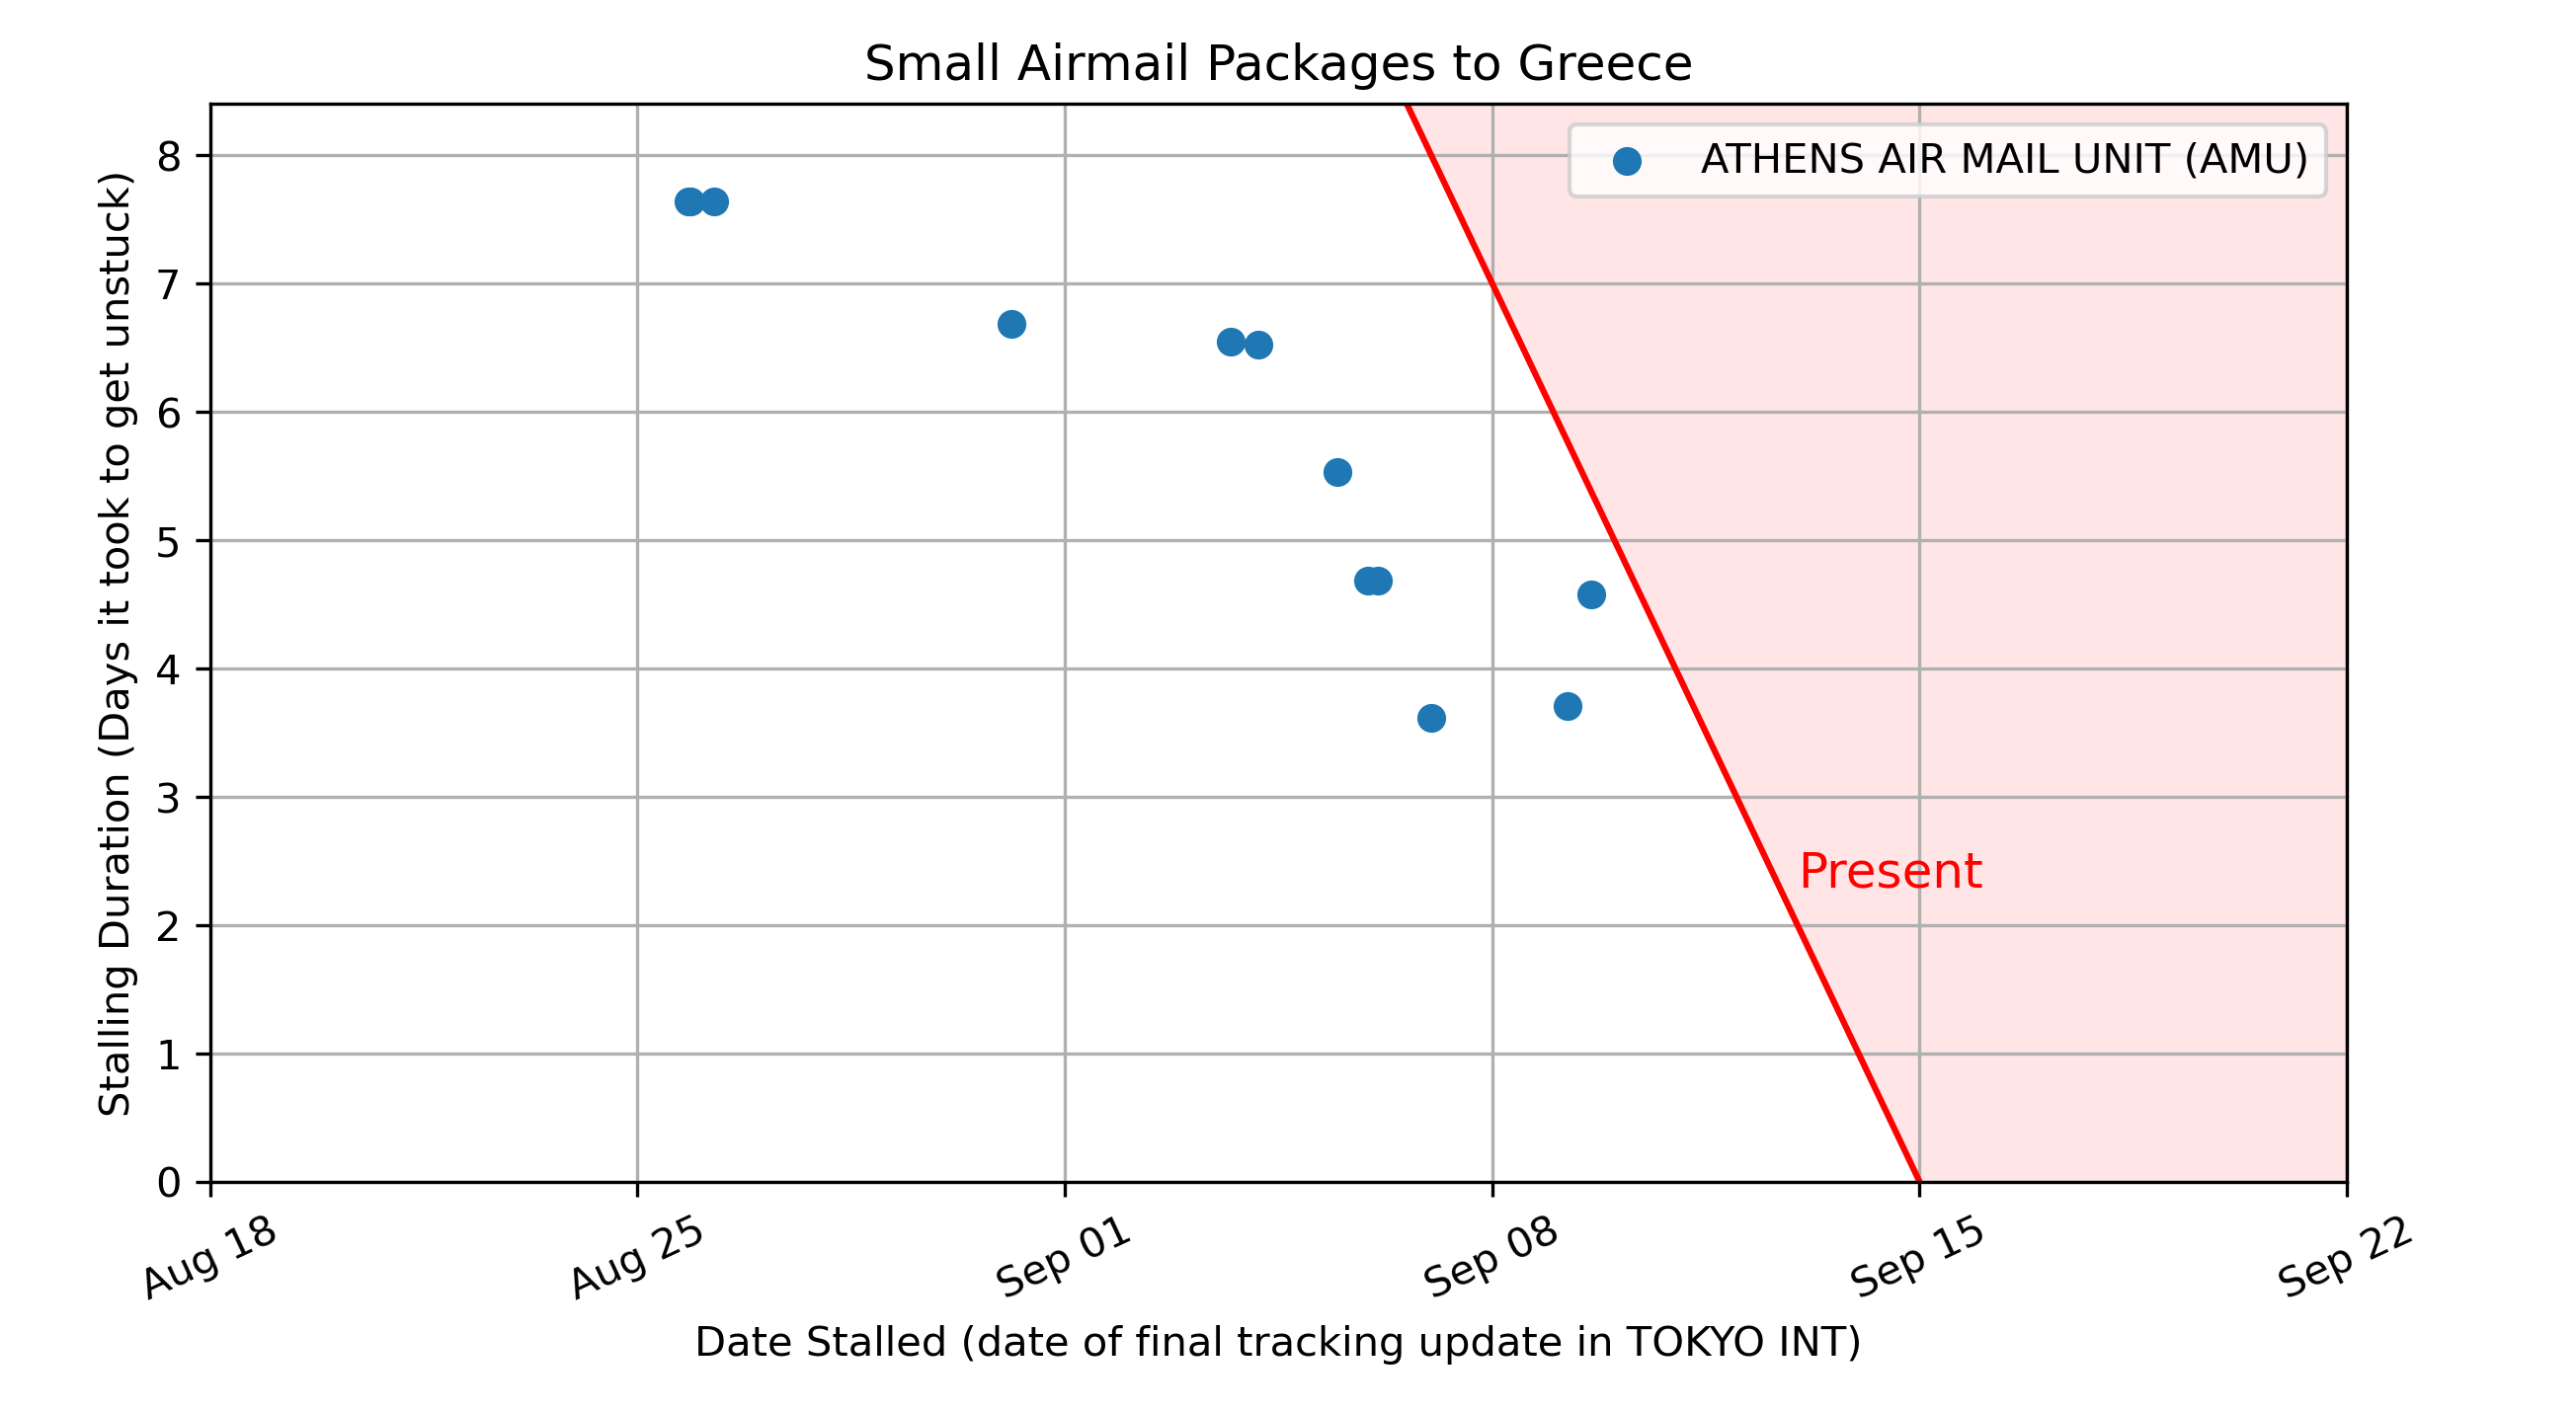 Small Airmail Packages to Greece
ATHENS AIR MAIL UNIT (AMU)
Stalling Duration (Days it took to get unstuck)
8
7
6
5
4
3
2
1
0
Present
Aug 18
Aug 25
Sep 01
Sep 08
Sep 15
Sep 22
Date Stalled (date of final tracking update in TOKYO INT)